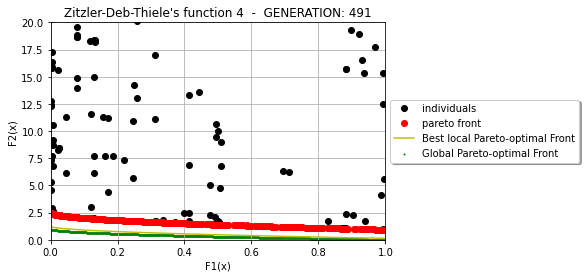 Zitzler-Deb-Thiele's function 4  -  GENERATION: 491
20.0
17.5
15.0
12.5
10.0
7.5
5.0
2.5
0.0
F2(x)
0.0 0.2 0.4 0.6 0.8 1.0
F1(x)
individuals
pareto front
Best local Pareto-optimal Front
Global Pareto-optimal Front